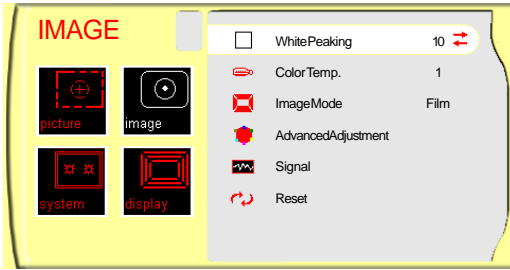 IMAGE
picture
image
system
display
WhitePeaking 10
ColorTemp. 1
ImageMode Film
AdvancedAdjustment
Signal
Reset